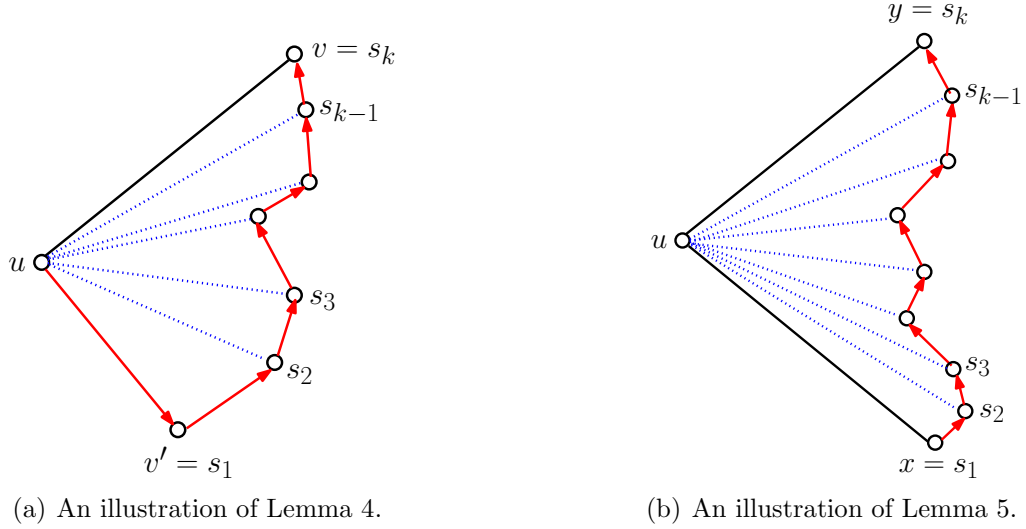 v = s_k
s_{k−1}
u
s_3
s_2
v′ = s_1
(a) An illustration of Lemma 4.
y = s_k
s_{k−1}
u
s_3
s_2
x = s_1
(b) An illustration of Lemma 5.